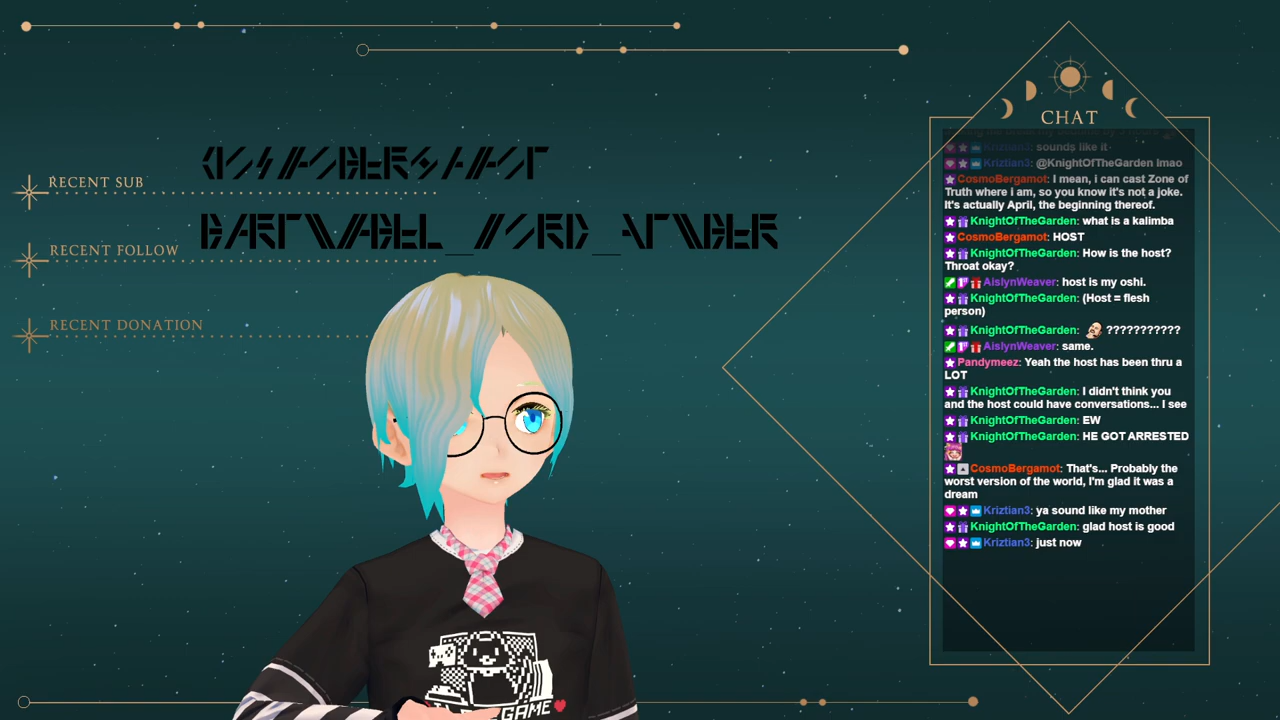 CHAT
RECENT SUB
RECENT FOLLOW
RECENT DONATION
Kriztian3: sounds like it
Kriztian3: @KnightOfTheGarden lmao
CosmoBergamot: I mean, i can cast Zone of
Truth where i am, so you know it's not a joke.
It's actually April, the beginning thereof.
KnightOfTheGarden: what is a kalimba
CosmoBergamot: HOST
KnightOfTheGarden: How is the host?
Throat okay?
AislynWeaver: host is my oshi.
KnightOfTheGarden: (Host = flesh
person)
KnightOfTheGarden: ???????????
AislynWeaver: same.
Pandymeez: Yeah the host has been thru a
LOT
KnightOfTheGarden: I didn't think you
and the host could have conversations... I see
KnightOfTheGarden: EW
KnightOfTheGarden: HE GOT ARRESTED
CosmoBergamot: That's... Probably the
worst version of the world, I'm glad it was a
dream
Kriztian3: ya sound like my mother
KnightOfTheGarden: glad host is good
Kriztian3: just now
GAME